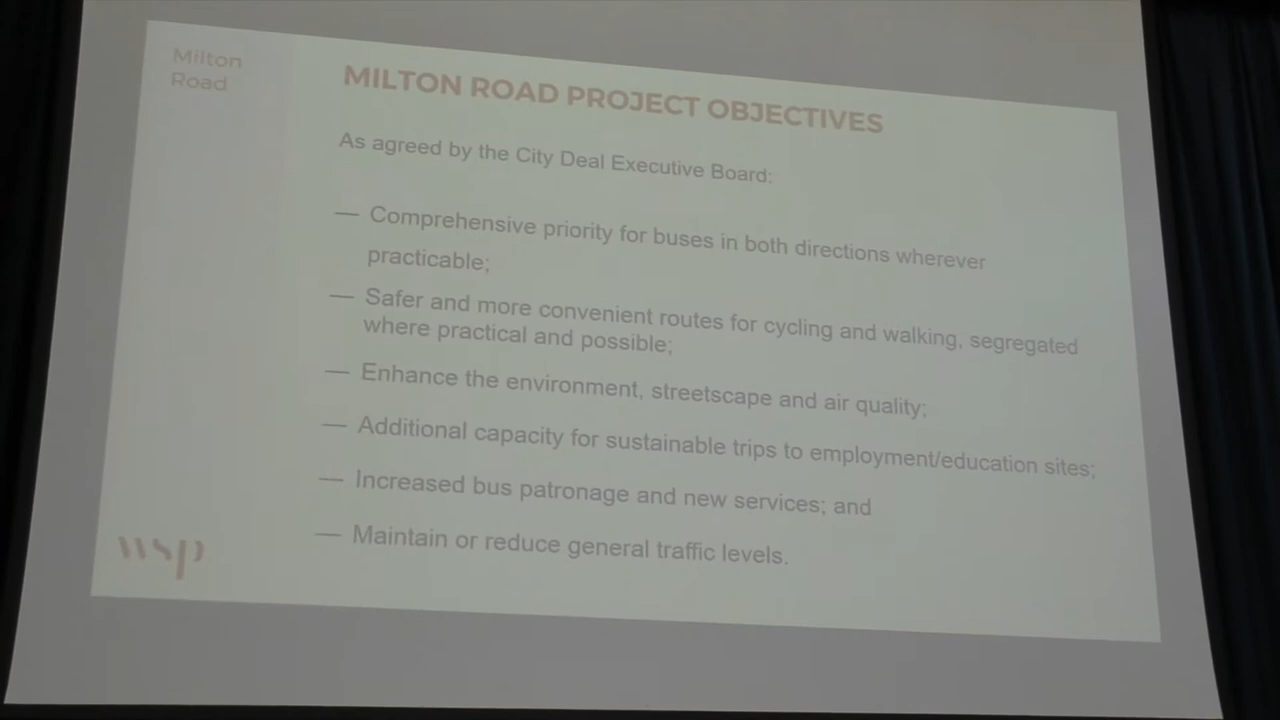 Milton
Road
MILTON ROAD PROJECT OBJECTIVES
As agreed by the City Deal Executive Board:
— Comprehensive priority for buses in both directions wherever
practicable;
— Safer and more convenient routes for cycling and walking, segregated
where practical and possible;
— Enhance the environment, streetscape and air quality;
— Additional capacity for sustainable trips to employment/education sites;
— Increased bus patronage and new services; and
— Maintain or reduce general traffic levels.
wsp